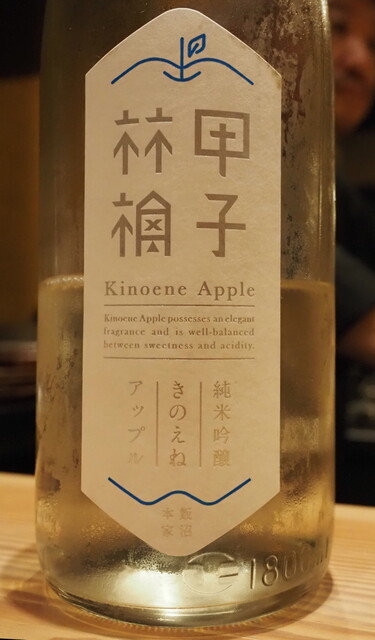 甲子
林檎
Kinoene Apple
Kinoene Apple possesses an elegant
fragrance and is well-balanced
between sweetness and acidity.
純米吟醸
きのえね
アップル
飯沼
本家